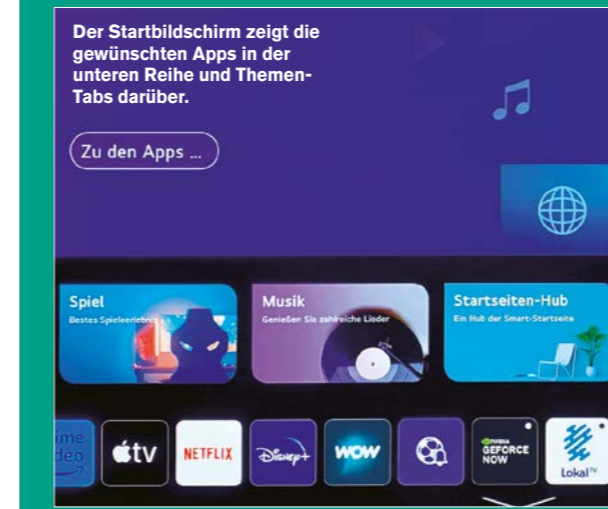 Der Startbildschirm zeigt die
gewünschten Apps in der
unteren Reihe und Themen-
Tabs darüber.
Zu den Apps ...
Spiel
Bestes Spieleerlebnis
Musik
Genießen Sie zahlreiche Lieder
Startseiten-Hub
Ein Hub der Smart-Startseite
tv
NETFLIX
Disney+
WOW
NVIDIA
GEFORCE
NOW
Lokal TV